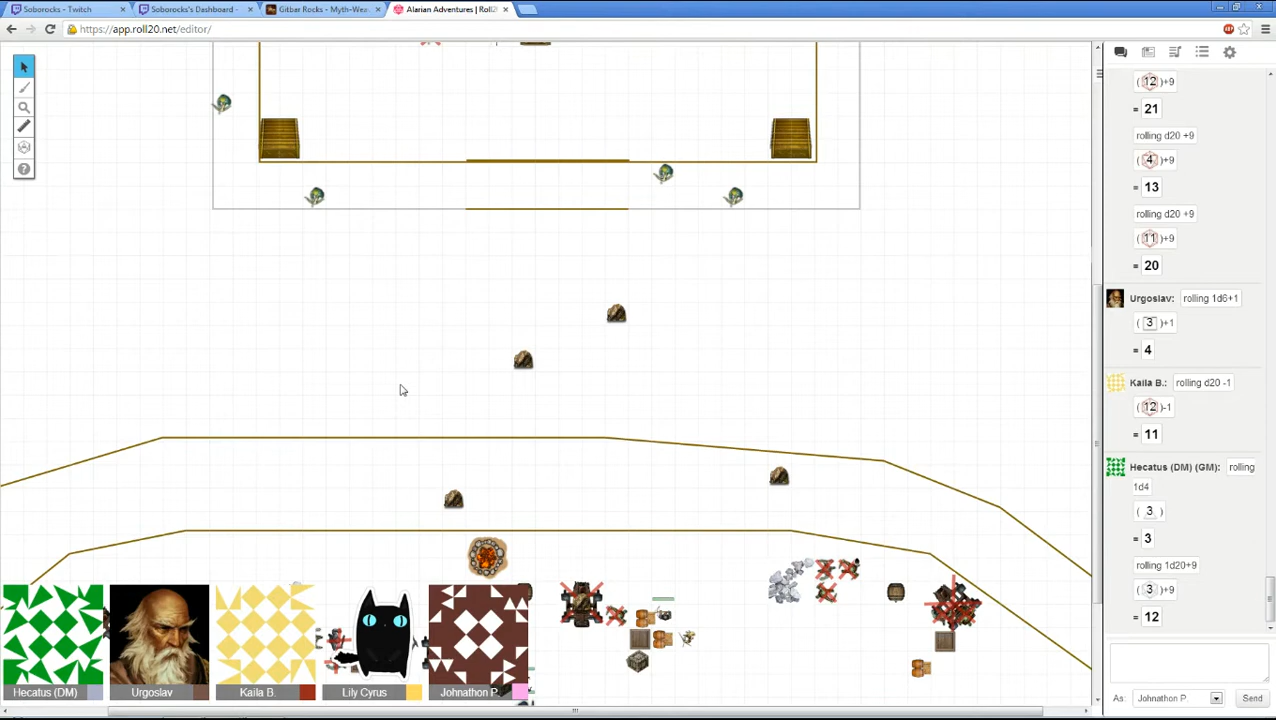 Soborocks - Twitch
Soborocks's Dashboard -
Gitbar Rocks - Myth-Wea
Alarian Adventures | Roll2
https://app.roll20.net/editor/
(12)+9
= 21
rolling d20 +9
(4)+9
= 13
rolling d20 +9
(11)+9
= 20
Urgoslav: rolling 1d6+1
(3)+1
= 4
Kaila B.: rolling d20 -1
(12)-1
= 11
Hecatus (DM) (GM): rolling
1d4
(3)
= 3
rolling 1d20+9
(3)+9
= 12
Hecatus (DM)
Urgoslav
Kaila B.
Lily Cyrus
Johnathon P.
As: Johnathon P.
Send